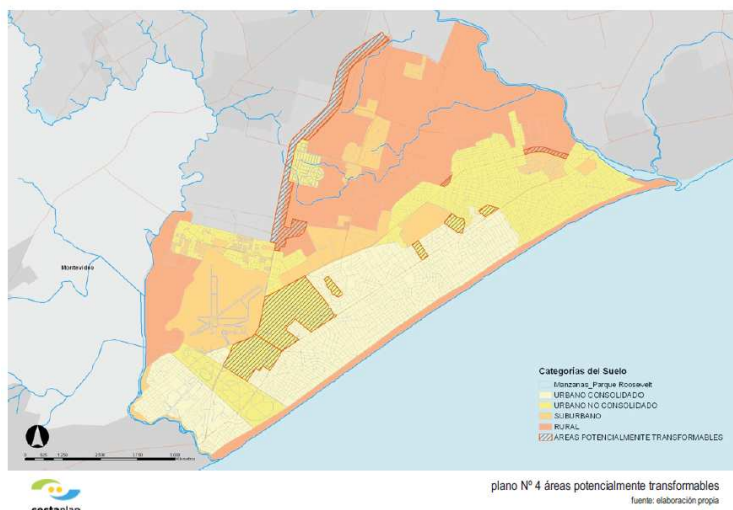 Montevideo
Categorías del Suelo
Manzanas_Parque Roosevelt
URBANO CONSOLIDADO
URBANO NO CONSOLIDADO
SUBURBANO
RURAL
AREAS POTENCIALMENTE TRANSFORMABLES
plano Nº 4 áreas potencialmente transformables
fuente: elaboración propia
costaplan